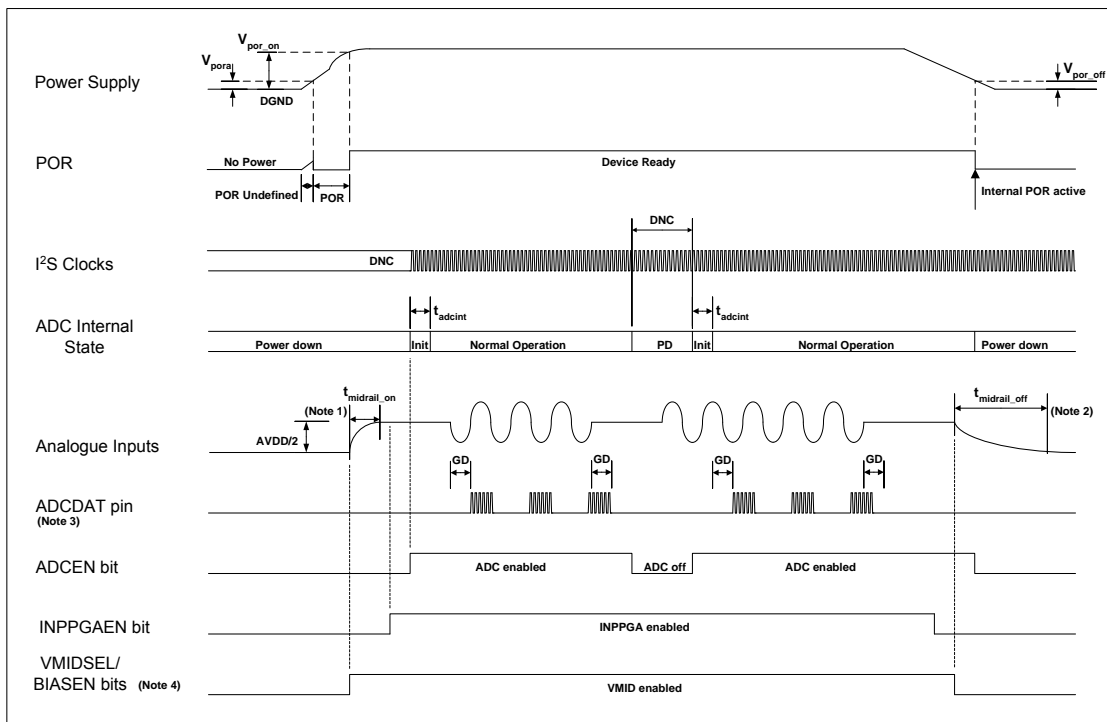 V_por_on
V_pora
V_por_off
Power Supply
DGND
POR
No Power
Device Ready
POR Undefined
POR
Internal POR active
DNC
I²S Clocks
DNC
t_adcint
t_adcint
ADC Internal
State
Power down
Init
Normal Operation
PD
Init
Normal Operation
Power down
t_midrail_on
t_midrail_off
(Note 1)
(Note 2)
Analogue Inputs
AVDD/2
GD
GD
GD
GD
ADCDAT pin
(Note 3)
ADCEN bit
ADC enabled
ADC off
ADC enabled
INPPGAEN bit
INPPGA enabled
VMIDSEL/
BIASEN bits (Note 4)
VMID enabled